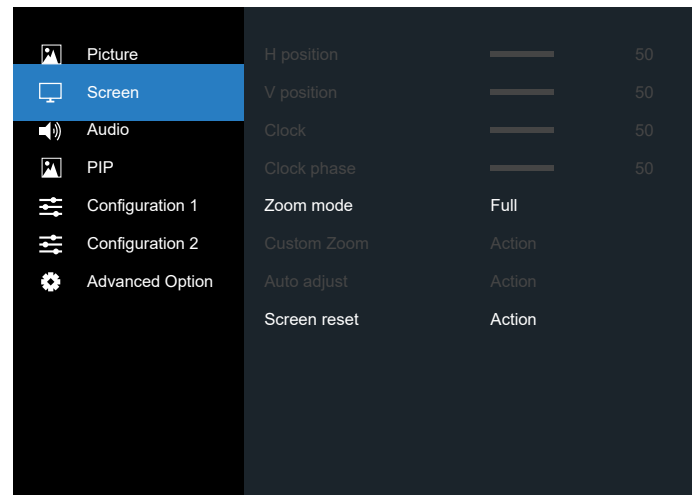 Picture
Screen
Audio
PIP
Configuration 1
Configuration 2
Advanced Option
H position 50
V position 50
Clock 50
Clock phase 50
Zoom mode Full
Custom Zoom Action
Auto adjust Action
Screen reset Action